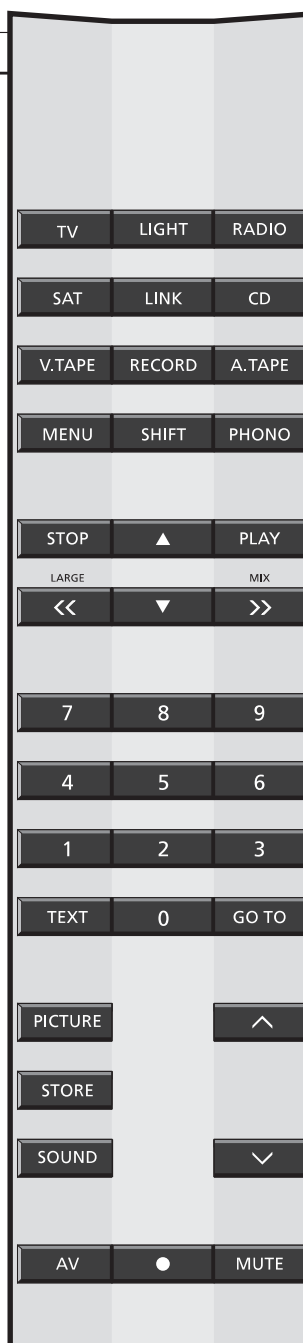 TV LIGHT RADIO
SAT LINK CD
V.TAPE RECORD A.TAPE
MENU SHIFT PHONO
STOP ▲ PLAY
LARGE MIX
<< ▼ >>
7 8 9
4 5 6
1 2 3
TEXT 0 GO TO
PICTURE
STORE
SOUND
AV ● MUTE